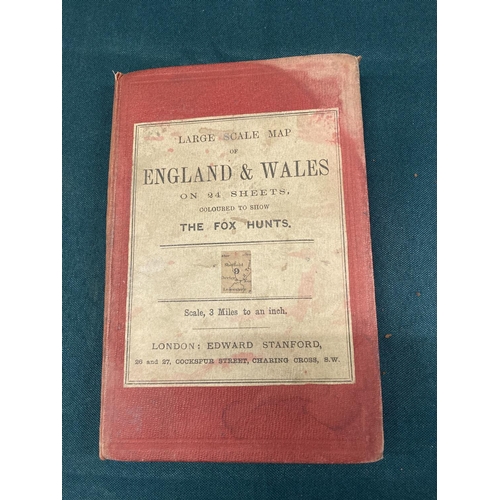 LARGE SCALE MAP
OF
ENGLAND & WALES
ON 24 SHEETS,
COLOURED TO SHOW
THE FOX HUNTS.
9
Scale, 3 Miles to an inch.
LONDON: EDWARD STANFORD,
26 and 27, COCKSPUR STREET, CHARING CROSS, S.W.